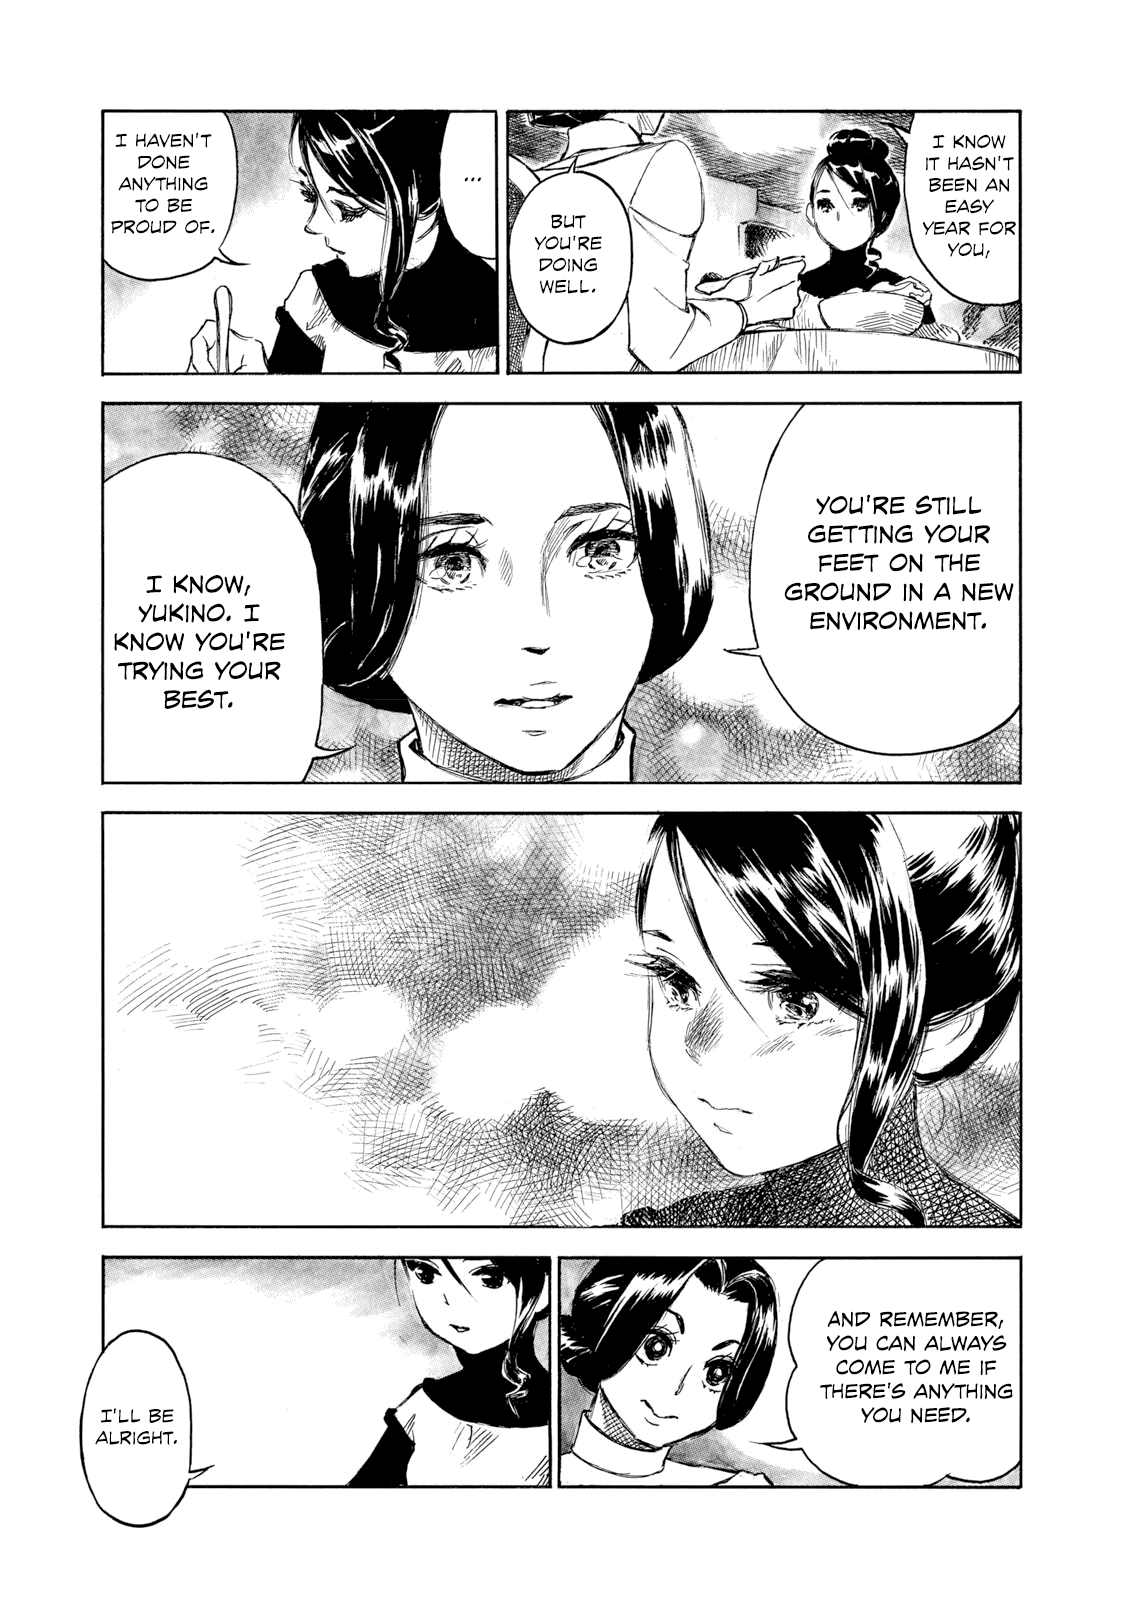 I KNOW
IT HASN'T
BEEN AN
EASY
YEAR FOR
YOU,
BUT
YOU'RE
DOING
WELL.
...
I HAVEN'T
DONE
ANYTHING
TO BE
PROUD OF.
YOU'RE STILL
GETTING YOUR
FEET ON THE
GROUND IN A NEW
ENVIRONMENT.
I KNOW,
YUKINO. I
KNOW YOU'RE
TRYING YOUR
BEST.
AND REMEMBER,
YOU CAN ALWAYS
COME TO ME IF
THERE'S ANYTHING
YOU NEED.
I'LL BE
ALRIGHT.